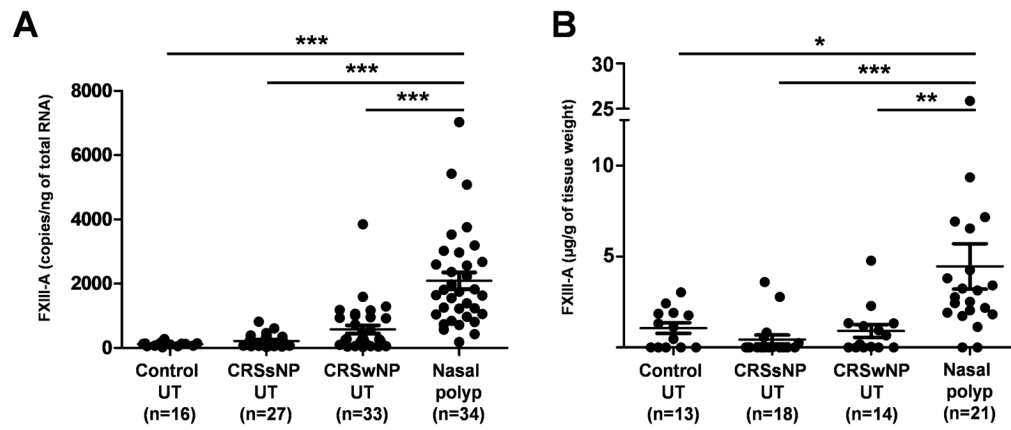 A
***
***
***
FXIII-A (copies/ng of total RNA)
8000
6000
4000
2000
0
Control UT (n=16)
CRSsNP UT (n=27)
CRSwNP UT (n=33)
Nasal polyp (n=34)
B
*
***
**
FXIII-A (µg/g of tissue weight)
30
25
10
5
Control UT (n=13)
CRSsNP UT (n=18)
CRSwNP UT (n=14)
Nasal polyp (n=21)